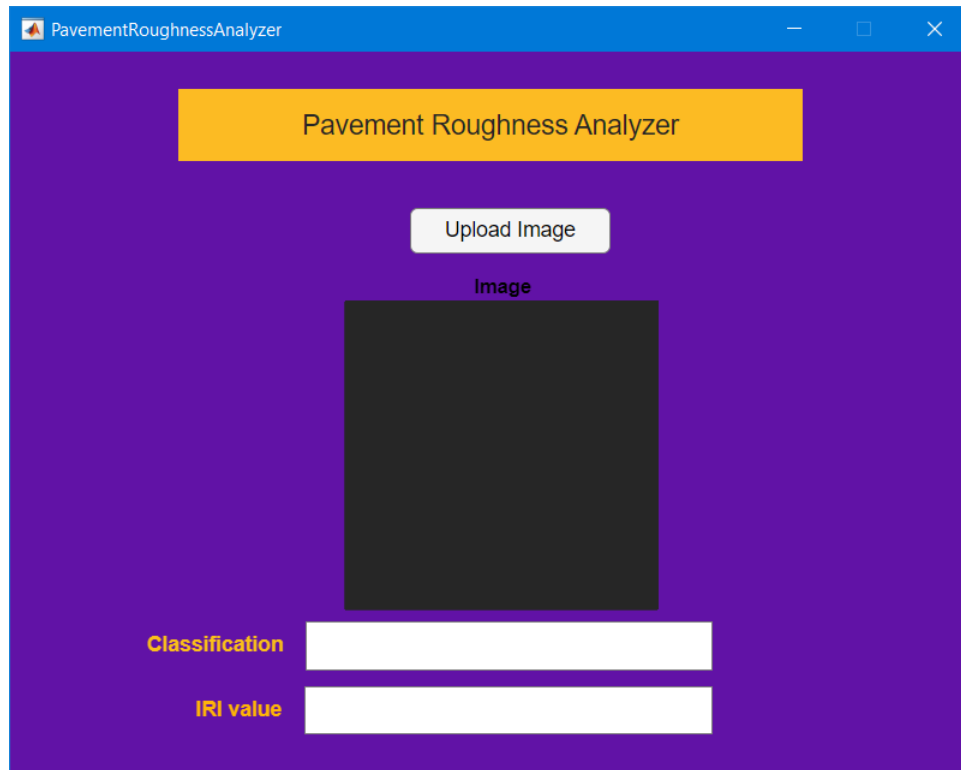 PavementRoughnessAnalyzer
Pavement Roughness Analyzer
Upload Image
Image
Classification
IRI value